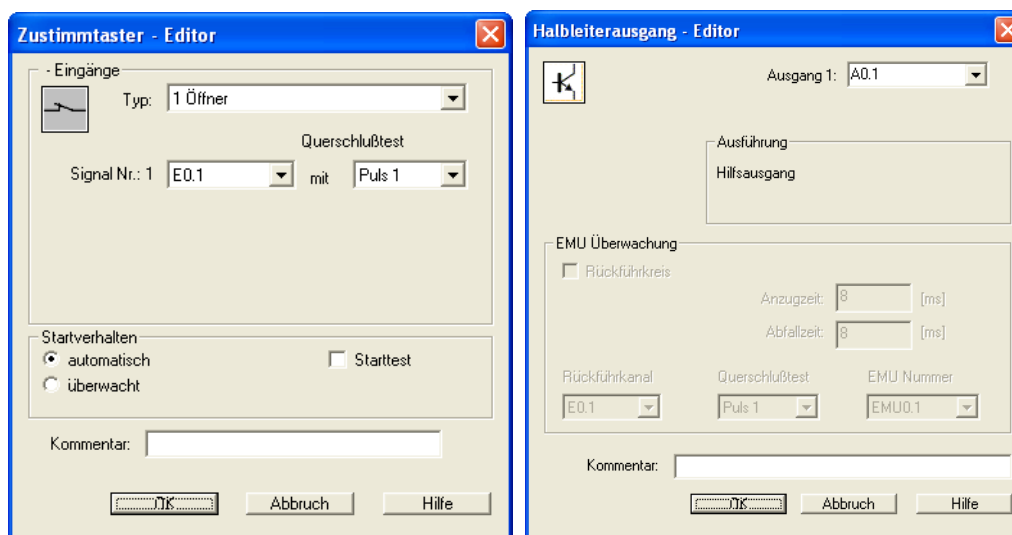 Zustimmtaster - Editor
- Eingänge
Typ: 1 Öffner
Querschlußtest
Signal Nr.: 1 E0.1 mit Puls 1
Startverhalten
automatisch Starttest
überwacht
Kommentar:
OK Abbruch Hilfe
Halbleiterausgang - Editor
Ausgang 1: A0.1
Ausführung
Hilfsausgang
EMU Überwachung
Rückführkreis
Anzugzeit: 8 [ms]
Abfallzeit: 8 [ms]
Rückführkanal Querschlußtest EMU Nummer
E0.1 Puls 1 EMU0.1
Kommentar:
OK Abbruch Hilfe